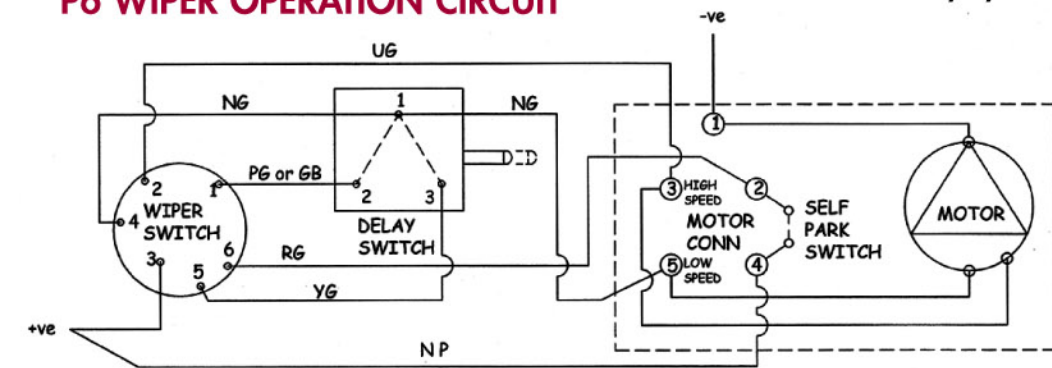 P6 WIPER OPERATION CIRCUIT
-ve
UG
NG
1
NG
1
PG or GB
2
1
2
3
3
HIGH
SPEED
2
WIPER
SWITCH
4
DELAY
SWITCH
MOTOR
CONN
SELF
PARK
SWITCH
MOTOR
3
6
5
RG
5
LOW
SPEED
4
YG
+ve
NP